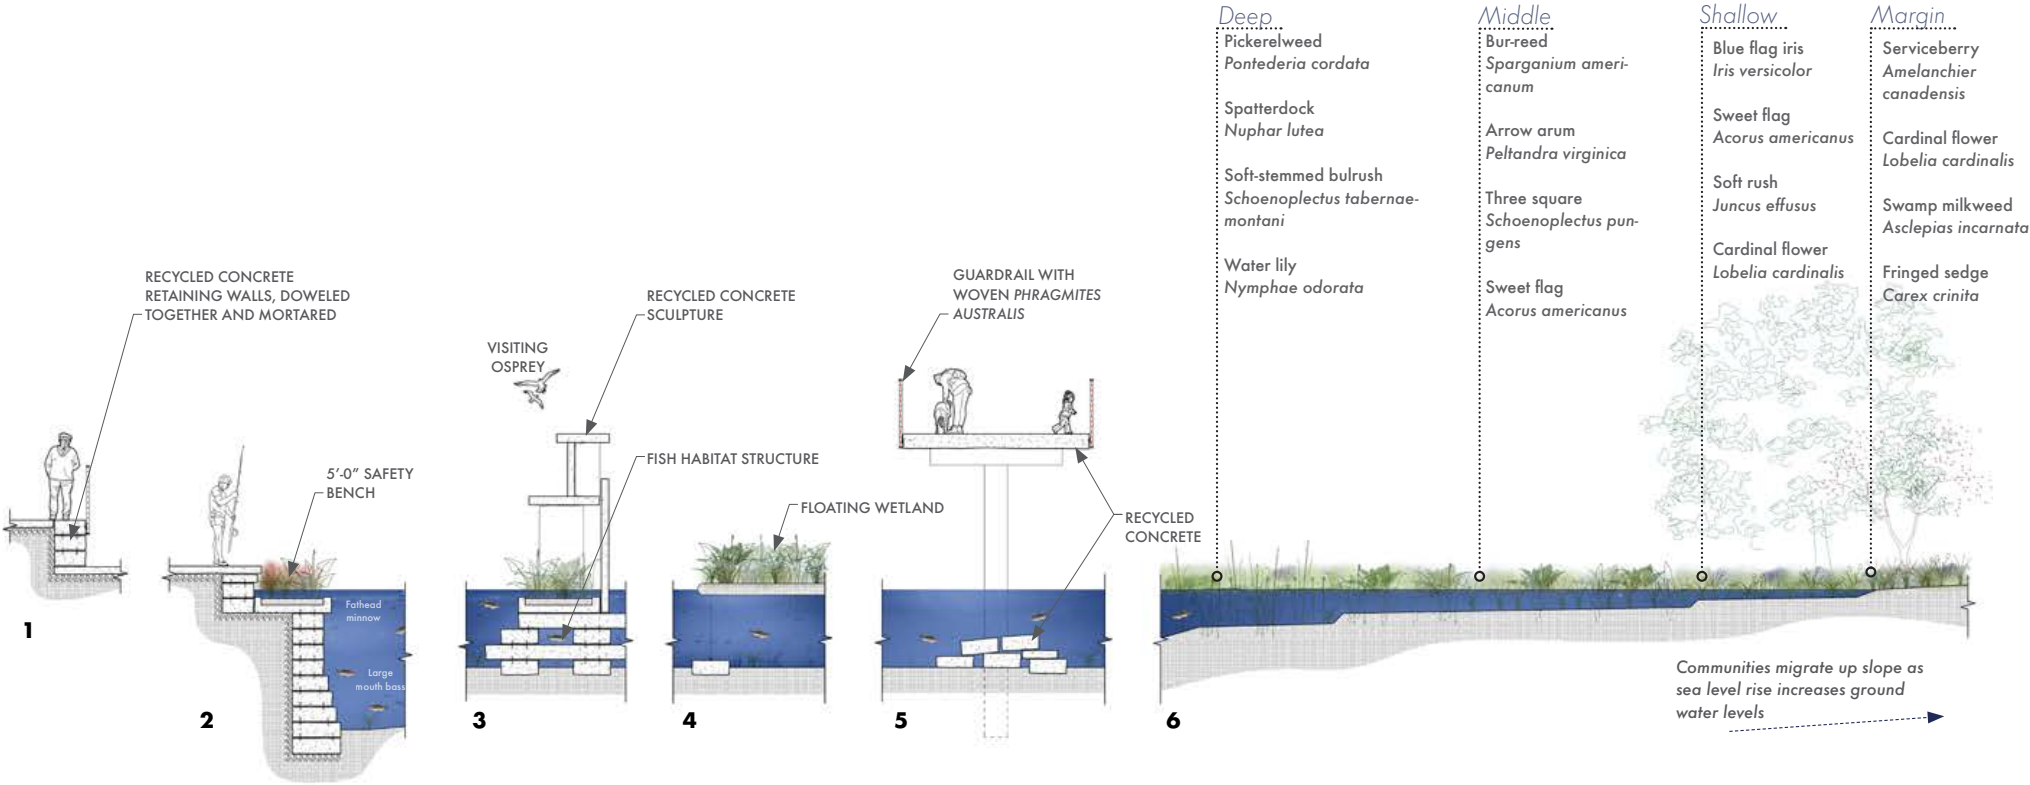 RECYCLED CONCRETE
RETAINING WALLS, DOWELED
TOGETHER AND MORTARED
1
5'-0" SAFETY
BENCH
Fathead
minnow
Large
mouth bass
2
VISITING
OSPREY
RECYCLED CONCRETE
SCULPTURE
FISH HABITAT STRUCTURE
3
FLOATING WETLAND
4
GUARDRAIL WITH
WOVEN PHRAGMITES
AUSTRALIS
RECYCLED
CONCRETE
5
Deep
Pickerelweed
Pontederia cordata
Spatterdock
Nuphar lutea
Soft-stemmed bulrush
Schoenoplectus tabernae-
montani
Water lily
Nymphae odorata
Middle
Bur-reed
Sparganium ameri-
canum
Arrow arum
Peltandra virginica
Three square
Schoenoplectus pun-
gens
Sweet flag
Acorus americanus
Shallow
Blue flag iris
Iris versicolor
Sweet flag
Acorus americanus
Soft rush
Juncus effusus
Cardinal flower
Lobelia cardinalis
Margin
Serviceberry
Amelanchier
canadensis
Cardinal flower
Lobelia cardinalis
Swamp milkweed
Asclepias incarnata
Fringed sedge
Carex crinita
6
Communities migrate up slope as
sea level rise increases ground
water levels